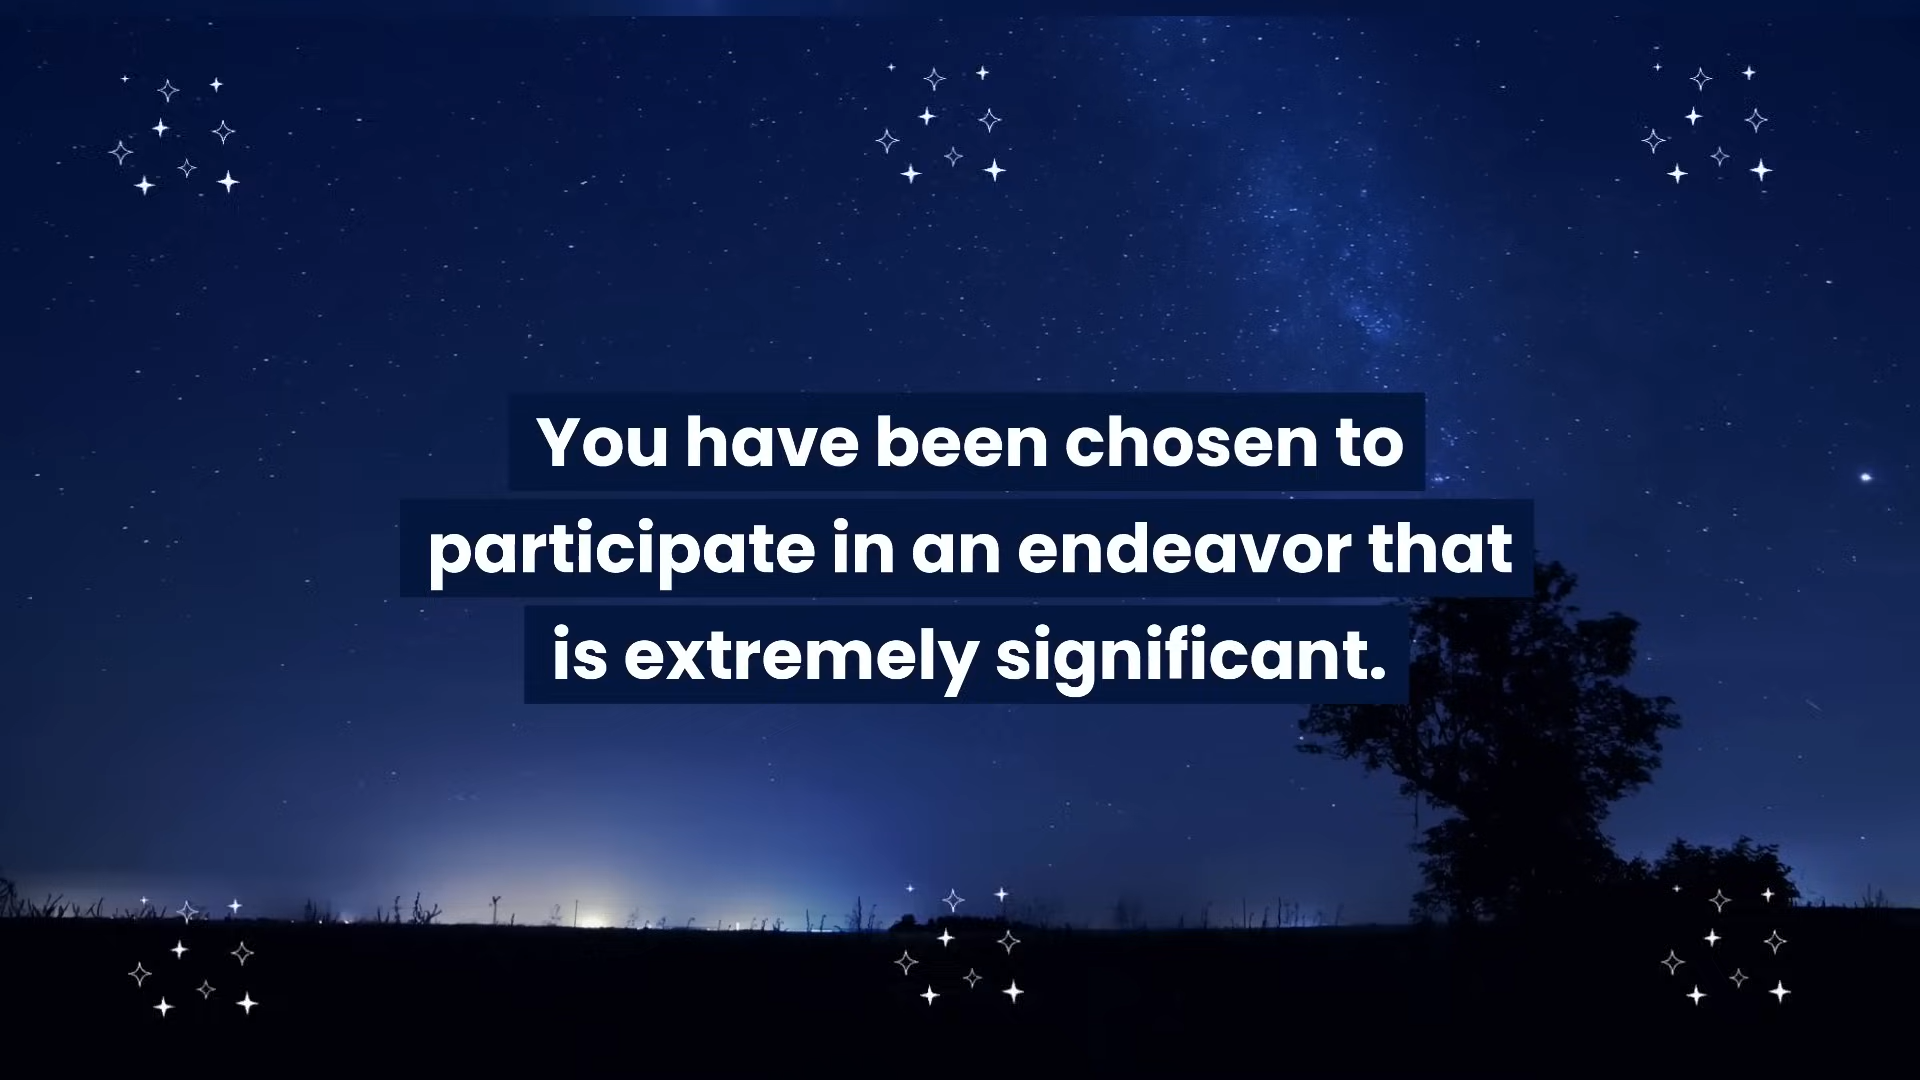 You have been chosen to
participate in an endeavor that
is extremely significant.